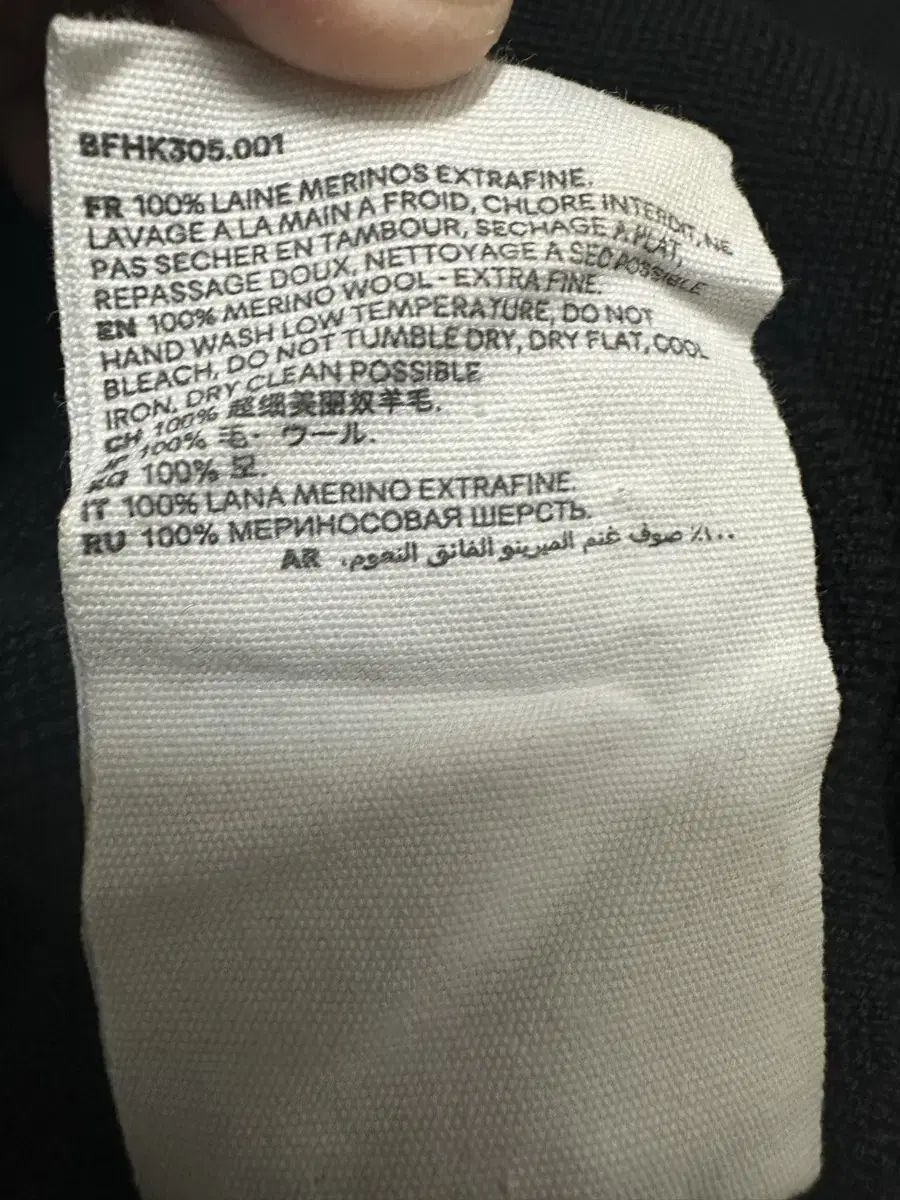 BFHK305.001
FR 100% LAINE MERINOS EXTRAFINE.
LAVAGE A LA MAIN A FROID, CHLORE INTERDIT, NE
PAS SECHER EN TAMBOUR, SECHAGE A PLAT,
REPASSAGE DOUX, NETTOYAGE A SEC POSSIBLE
EN 100% MERINO WOOL - EXTRA FINE.
HAND WASH LOW TEMPERATURE, DO NOT
BLEACH, DO NOT TUMBLE DRY, DRY FLAT, COOL
IRON, DRY CLEAN POSSIBLE
CH 100% 超细美丽奴羊毛.
100% 毛· ウール.
100% 모.
IT 100% LANA MERINO EXTRAFINE.
RU 100% МЕРИНОСОВАЯ ШЕРСТЬ.
٪١٠٠ صوف غنم الميرينو الفائق النعوم، AR